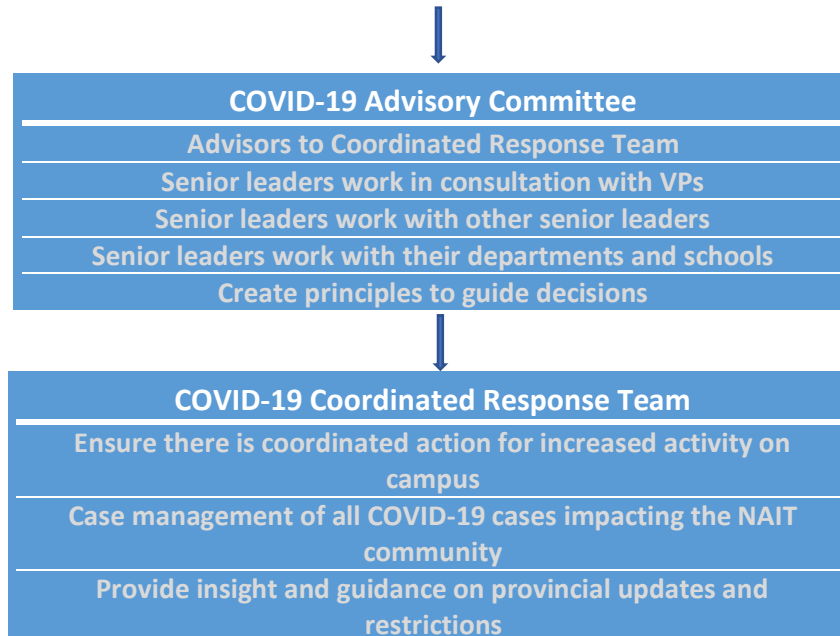 COVID-19 Advisory Committee
Advisors to Coordinated Response Team
Senior leaders work in consultation with VPs
Senior leaders work with other senior leaders
Senior leaders work with their departments and schools
Create principles to guide decisions
COVID-19 Coordinated Response Team
Ensure there is coordinated action for increased activity on
campus
Case management of all COVID-19 cases impacting the NAIT
community
Provide insight and guidance on provincial updates and
restrictions